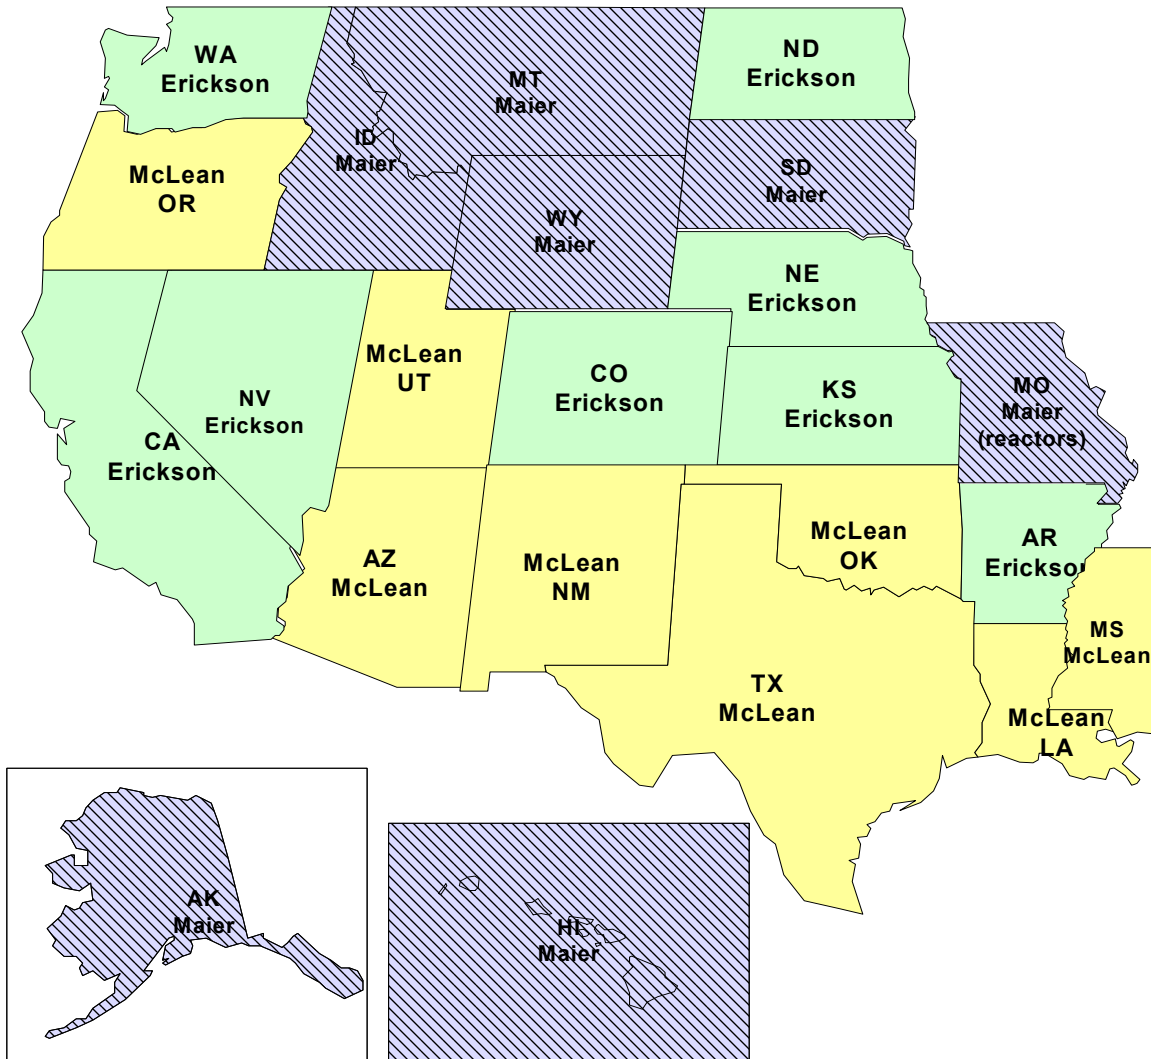 WA
Erickson
MT
Maier
ND
Erickson
ID
Maier
McLean
OR
SD
Maier
WY
Maier
NE
Erickson
McLean
UT
CO
Erickson
KS
Erickson
MO
Maier
(reactors)
NV
Erickson
CA
Erickson
AZ
McLean
McLean
NM
McLean
OK
AR
Erickson
MS
McLean
TX
McLean
McLean
LA
AK
Maier
HI
Maier